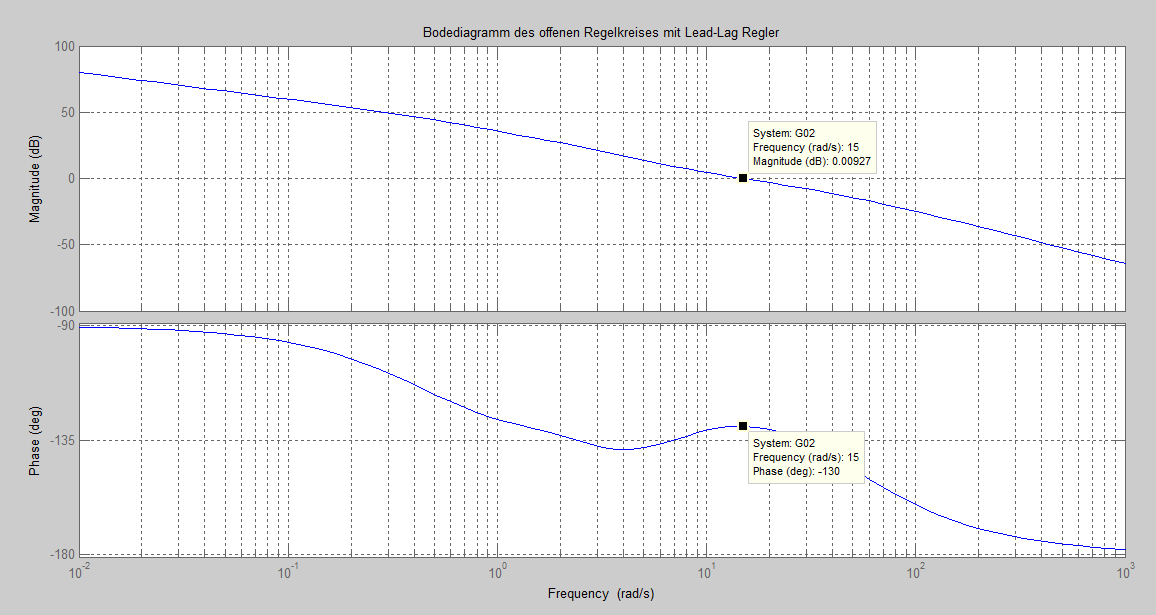 Bodediagramm des offenen Regelkreises mit Lead-Lag Regler
100
50
0
-50
-100
Magnitude (dB)
System: G02
Frequency (rad/s): 15
Magnitude (dB): 0.00927
-90
-135
-180
Phase (deg)
System: G02
Frequency (rad/s): 15
Phase (deg): -130
10^-2 10^-1 10^0 10^1 10^2 10^3
Frequency (rad/s)